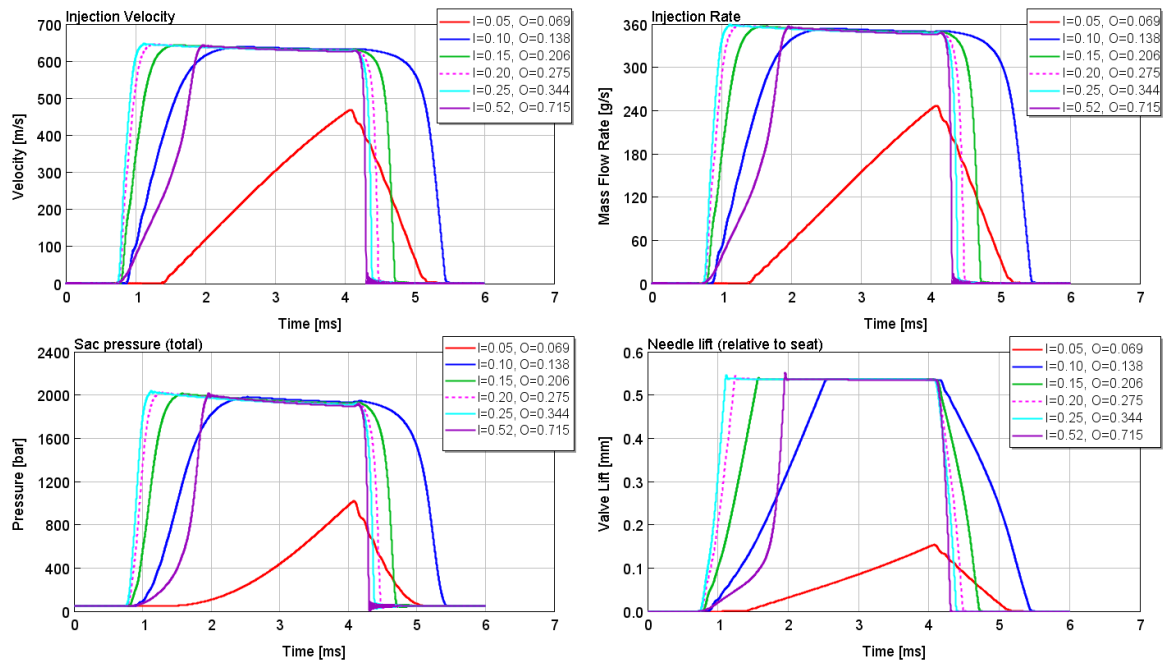 Injection Velocity
700
600
500
400
300
200
100
0
Velocity [m/s]
0 1 2 3 4 5 6 7
Time [ms]
I=0.05, O=0.069
I=0.10, O=0.138
I=0.15, O=0.206
I=0.20, O=0.275
I=0.25, O=0.344
I=0.52, O=0.715
Injection Rate
360
300
240
180
120
60
0
Mass Flow Rate [g/s]
0 1 2 3 4 5 6 7
Time [ms]
I=0.05, O=0.069
I=0.10, O=0.138
I=0.15, O=0.206
I=0.20, O=0.275
I=0.25, O=0.344
I=0.52, O=0.715
Sac pressure (total)
2400
2000
1600
1200
800
400
0
Pressure [bar]
0 1 2 3 4 5 6 7
Time [ms]
I=0.05, O=0.069
I=0.10, O=0.138
I=0.15, O=0.206
I=0.20, O=0.275
I=0.25, O=0.344
I=0.52, O=0.715
Needle lift (relative to seat)
0.6
0.5
0.4
0.3
0.2
0.1
0.0
Valve Lift [mm]
0 1 2 3 4 5 6 7
Time [ms]
I=0.05, O=0.069
I=0.10, O=0.138
I=0.15, O=0.206
I=0.20, O=0.275
I=0.25, O=0.344
I=0.52, O=0.715